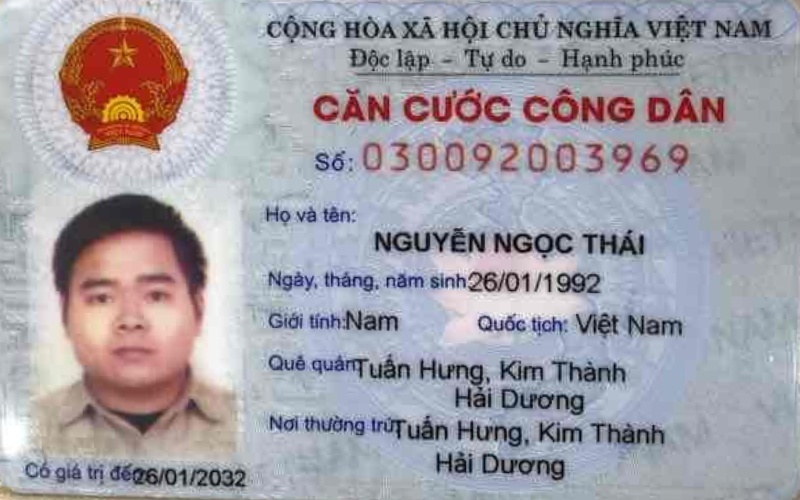 CỘNG HÒA XÃ HỘI CHỦ NGHĨA VIỆT NAM
Độc lập - Tự do - Hạnh phúc
CĂN CƯỚC CÔNG DÂN
Số: 030092003969
Họ và tên:
NGUYỄN NGỌC THÁI
Ngày, tháng, năm sinh: 26/01/1992
Giới tính: Nam Quốc tịch: Việt Nam
Quê quán: Tuấn Hưng, Kim Thành
Hải Dương
Nơi thường trú: Tuấn Hưng, Kim Thành
Hải Dương
Có giá trị đến: 26/01/2032